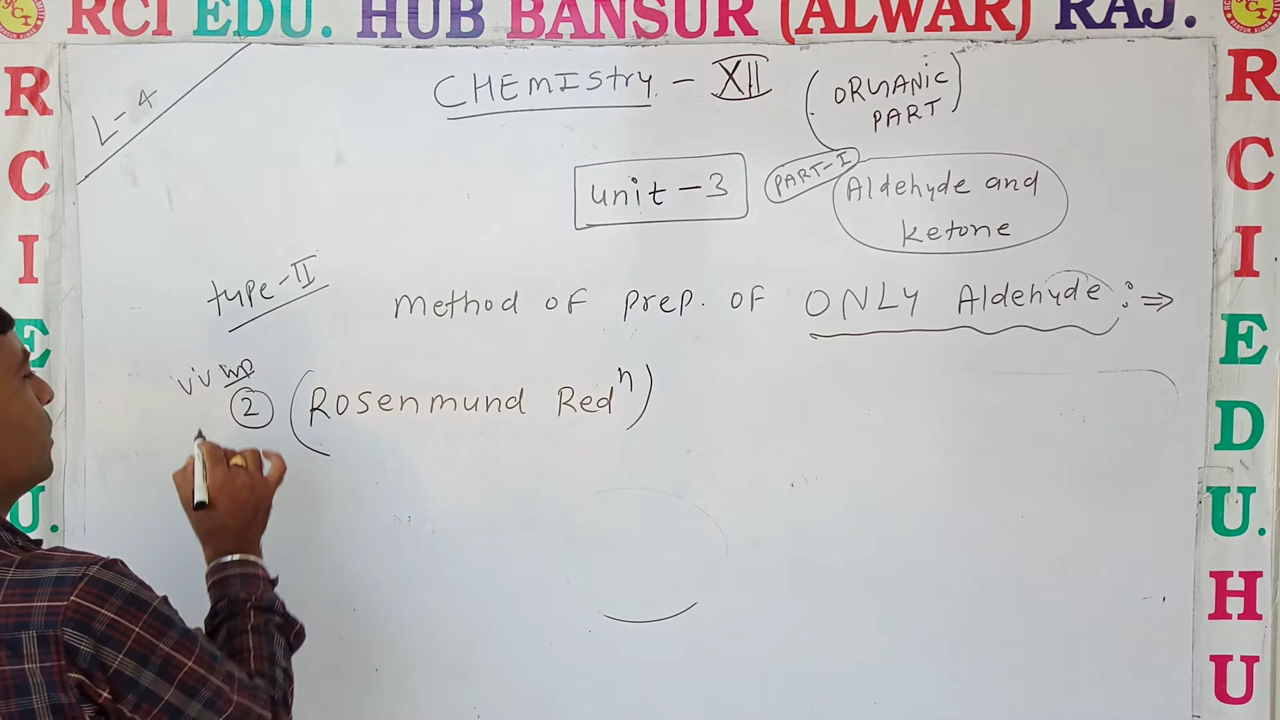 RCI EDU. HUB BANSUR (ALWAR) RAJ.
L-4
CHEMIStry - XII
(ORGANIC
PART)
unit-3
PART-I
Aldehyde and
ketone
type-II
method of prep. of ONLY Aldehyde :⇒
v.v Imp
2 (Rosenmund Redⁿ)
R
C
I
E
U.
R
C
I
E
D
U.
H
U